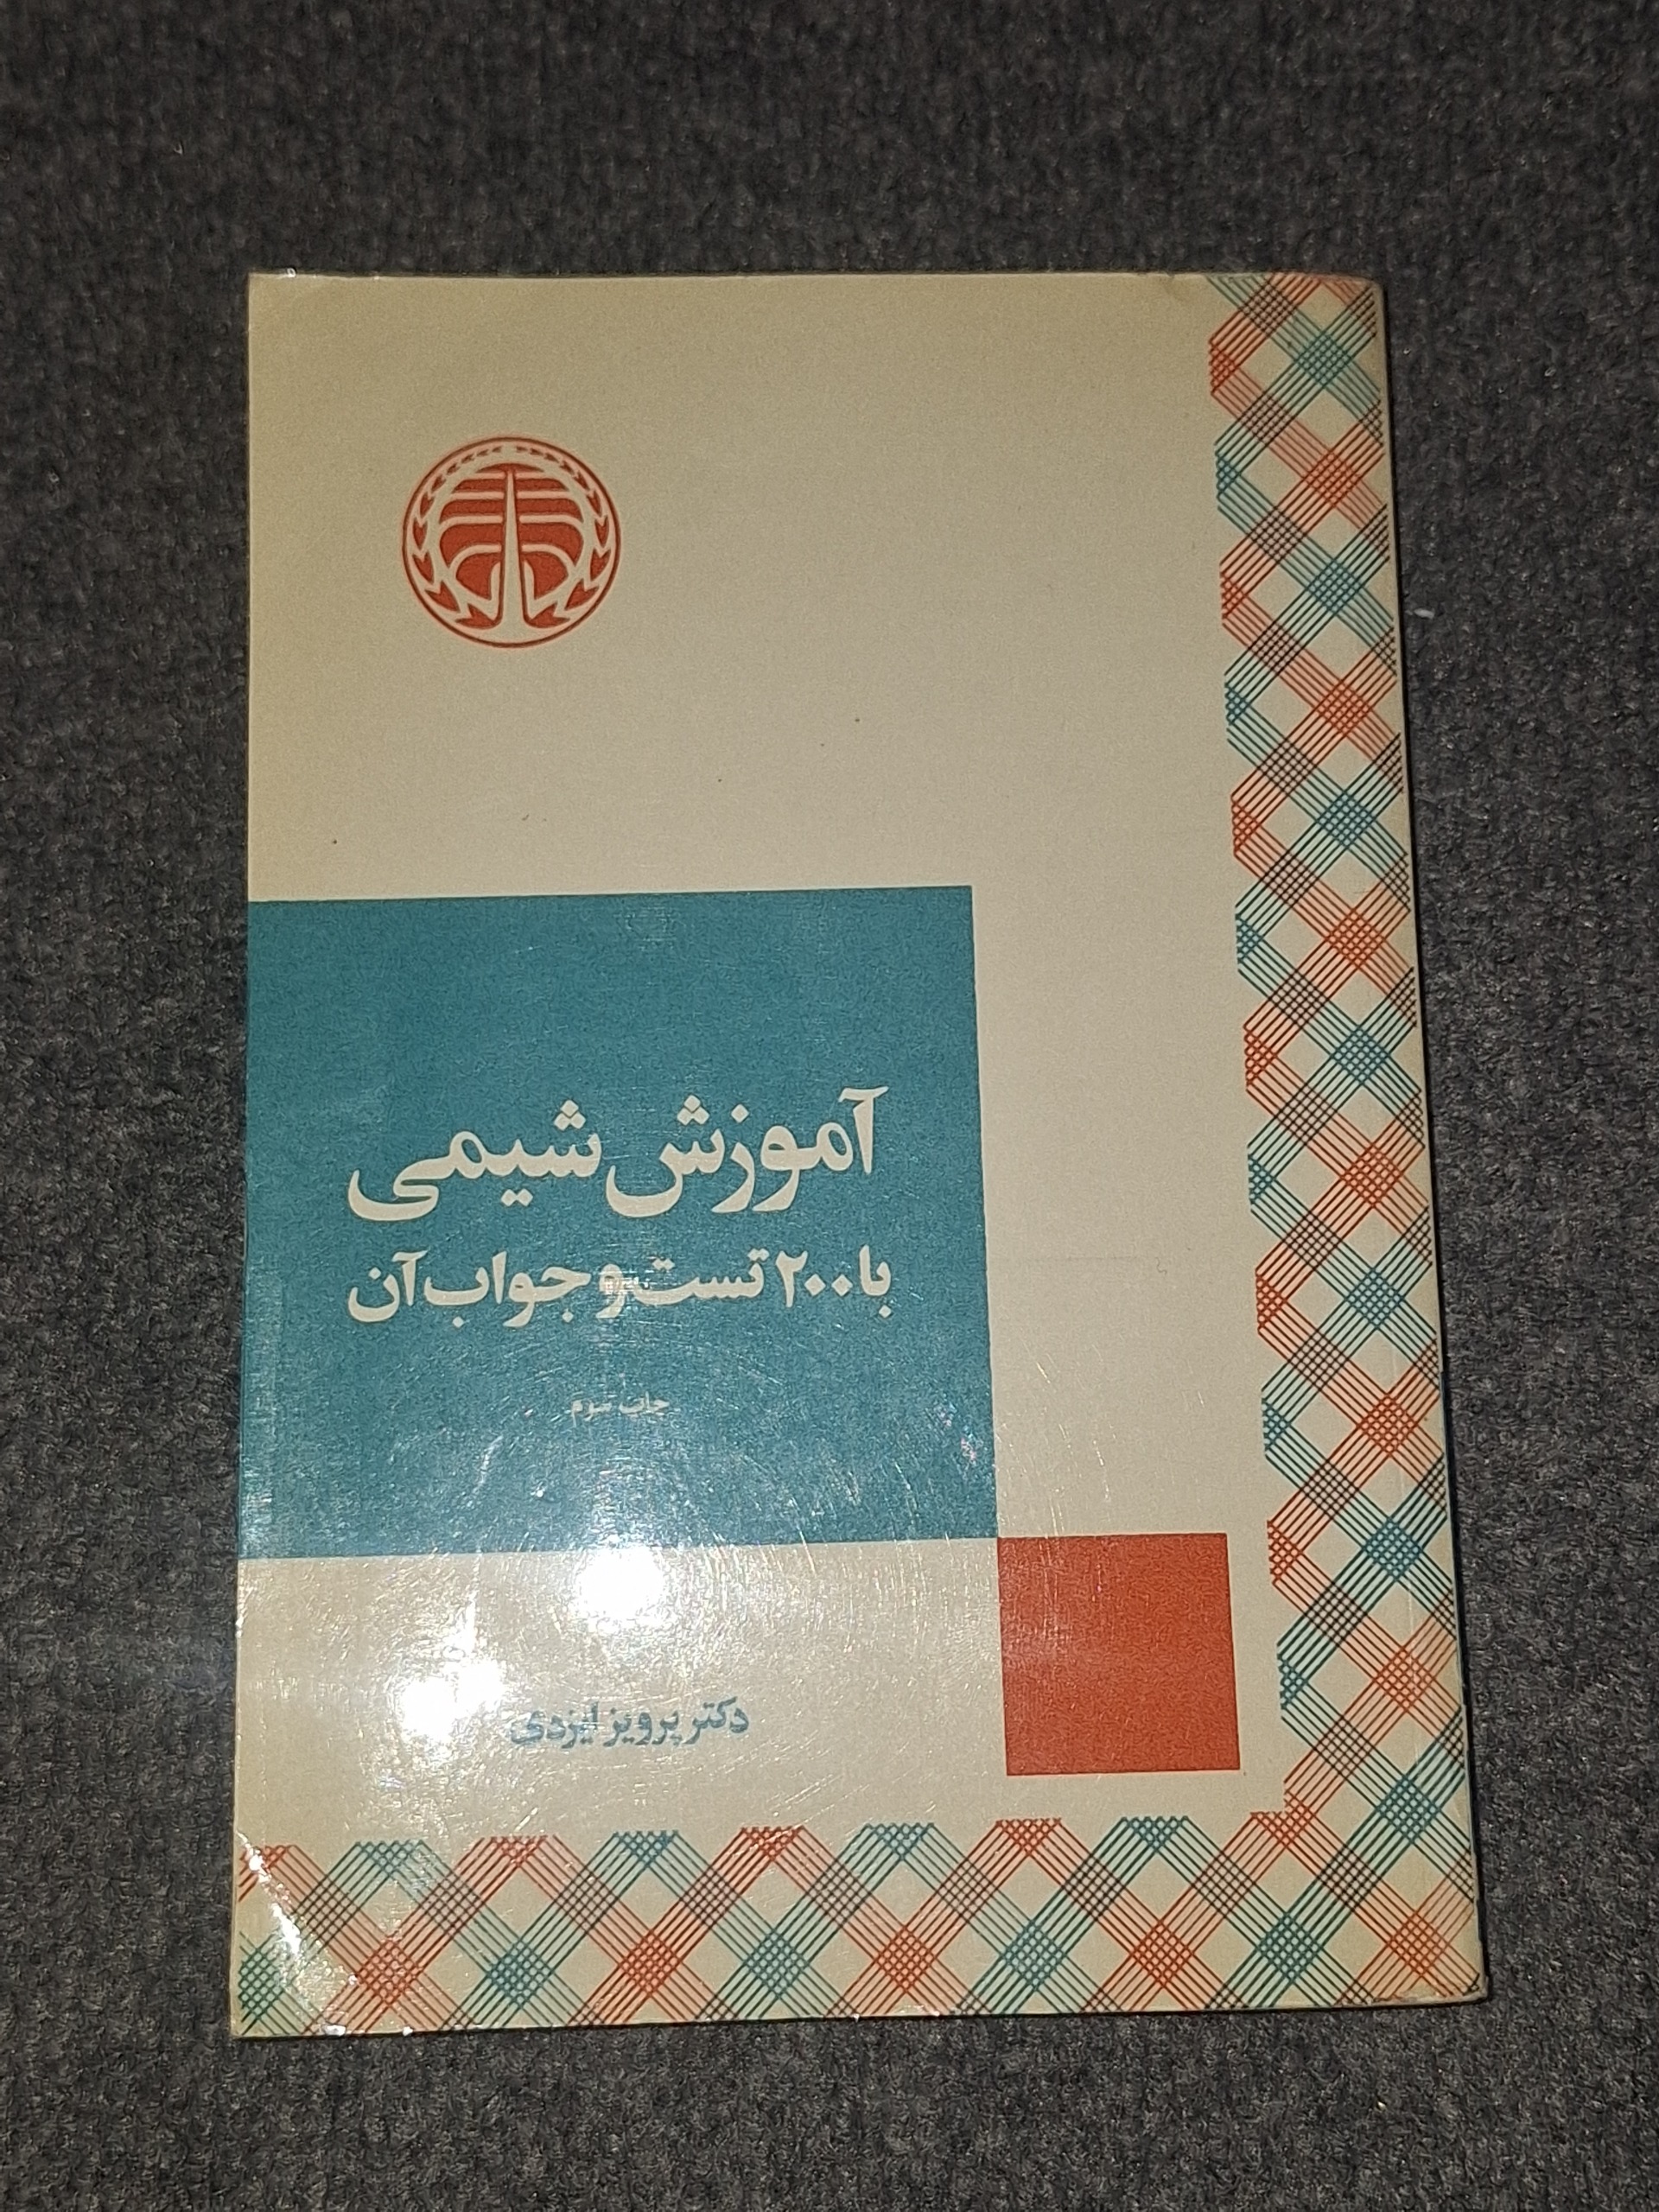 آموزش شیمی
با ۲۰۰ تست و جواب آن
چاپ سوم
دکتر پرویز ایزدی